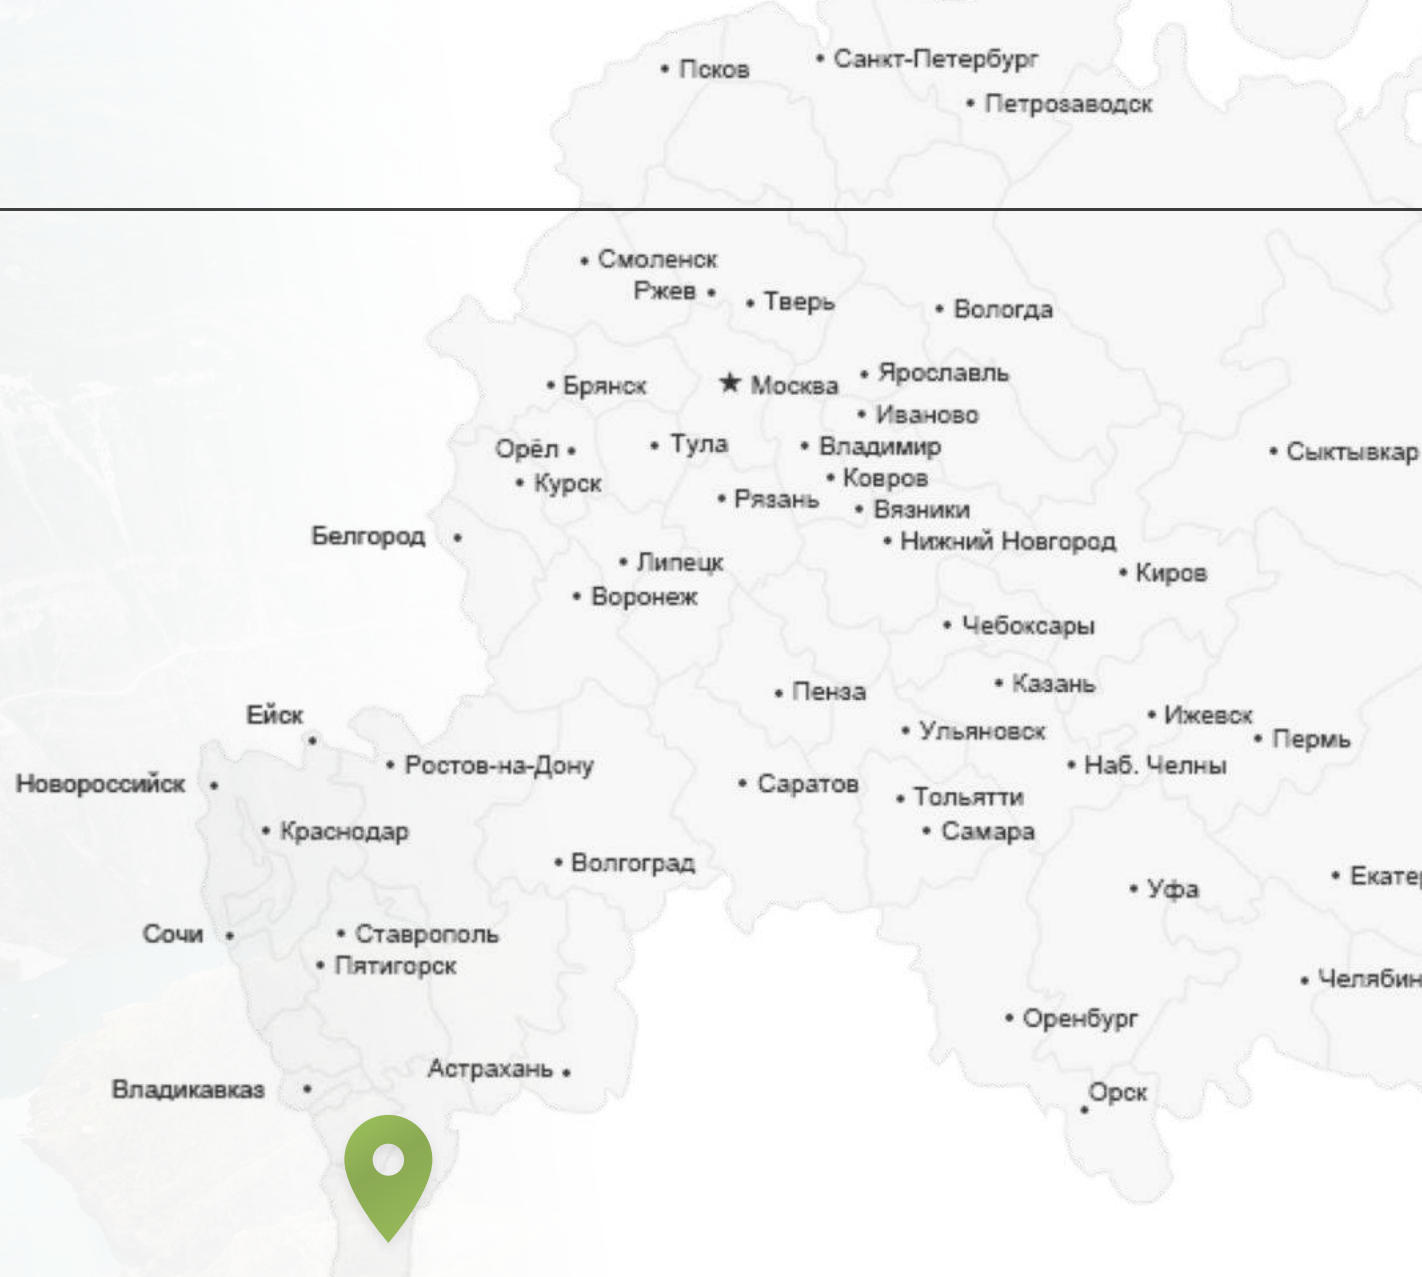 Санкт-Петербург
Псков
Петрозаводск
Смоленск
Ржев
Тверь
Вологда
Ярославль
Брянск
Москва
Иваново
Орёл
Тула
Владимир
Сыктывкар
Ковров
Курск
Рязань
Вязники
Белгород
Нижний Новгород
Липецк
Киров
Воронеж
Чебоксары
Казань
Пенза
Ейск
Ижевск
Ульяновск
Пермь
Ростов-на-Дону
Наб. Челны
Новороссийск
Саратов
Тольятти
Краснодар
Самара
Волгоград
Екатер
Уфа
Сочи
Ставрополь
Пятигорск
Челябин
Оренбург
Астрахань
Владикавказ
Орск